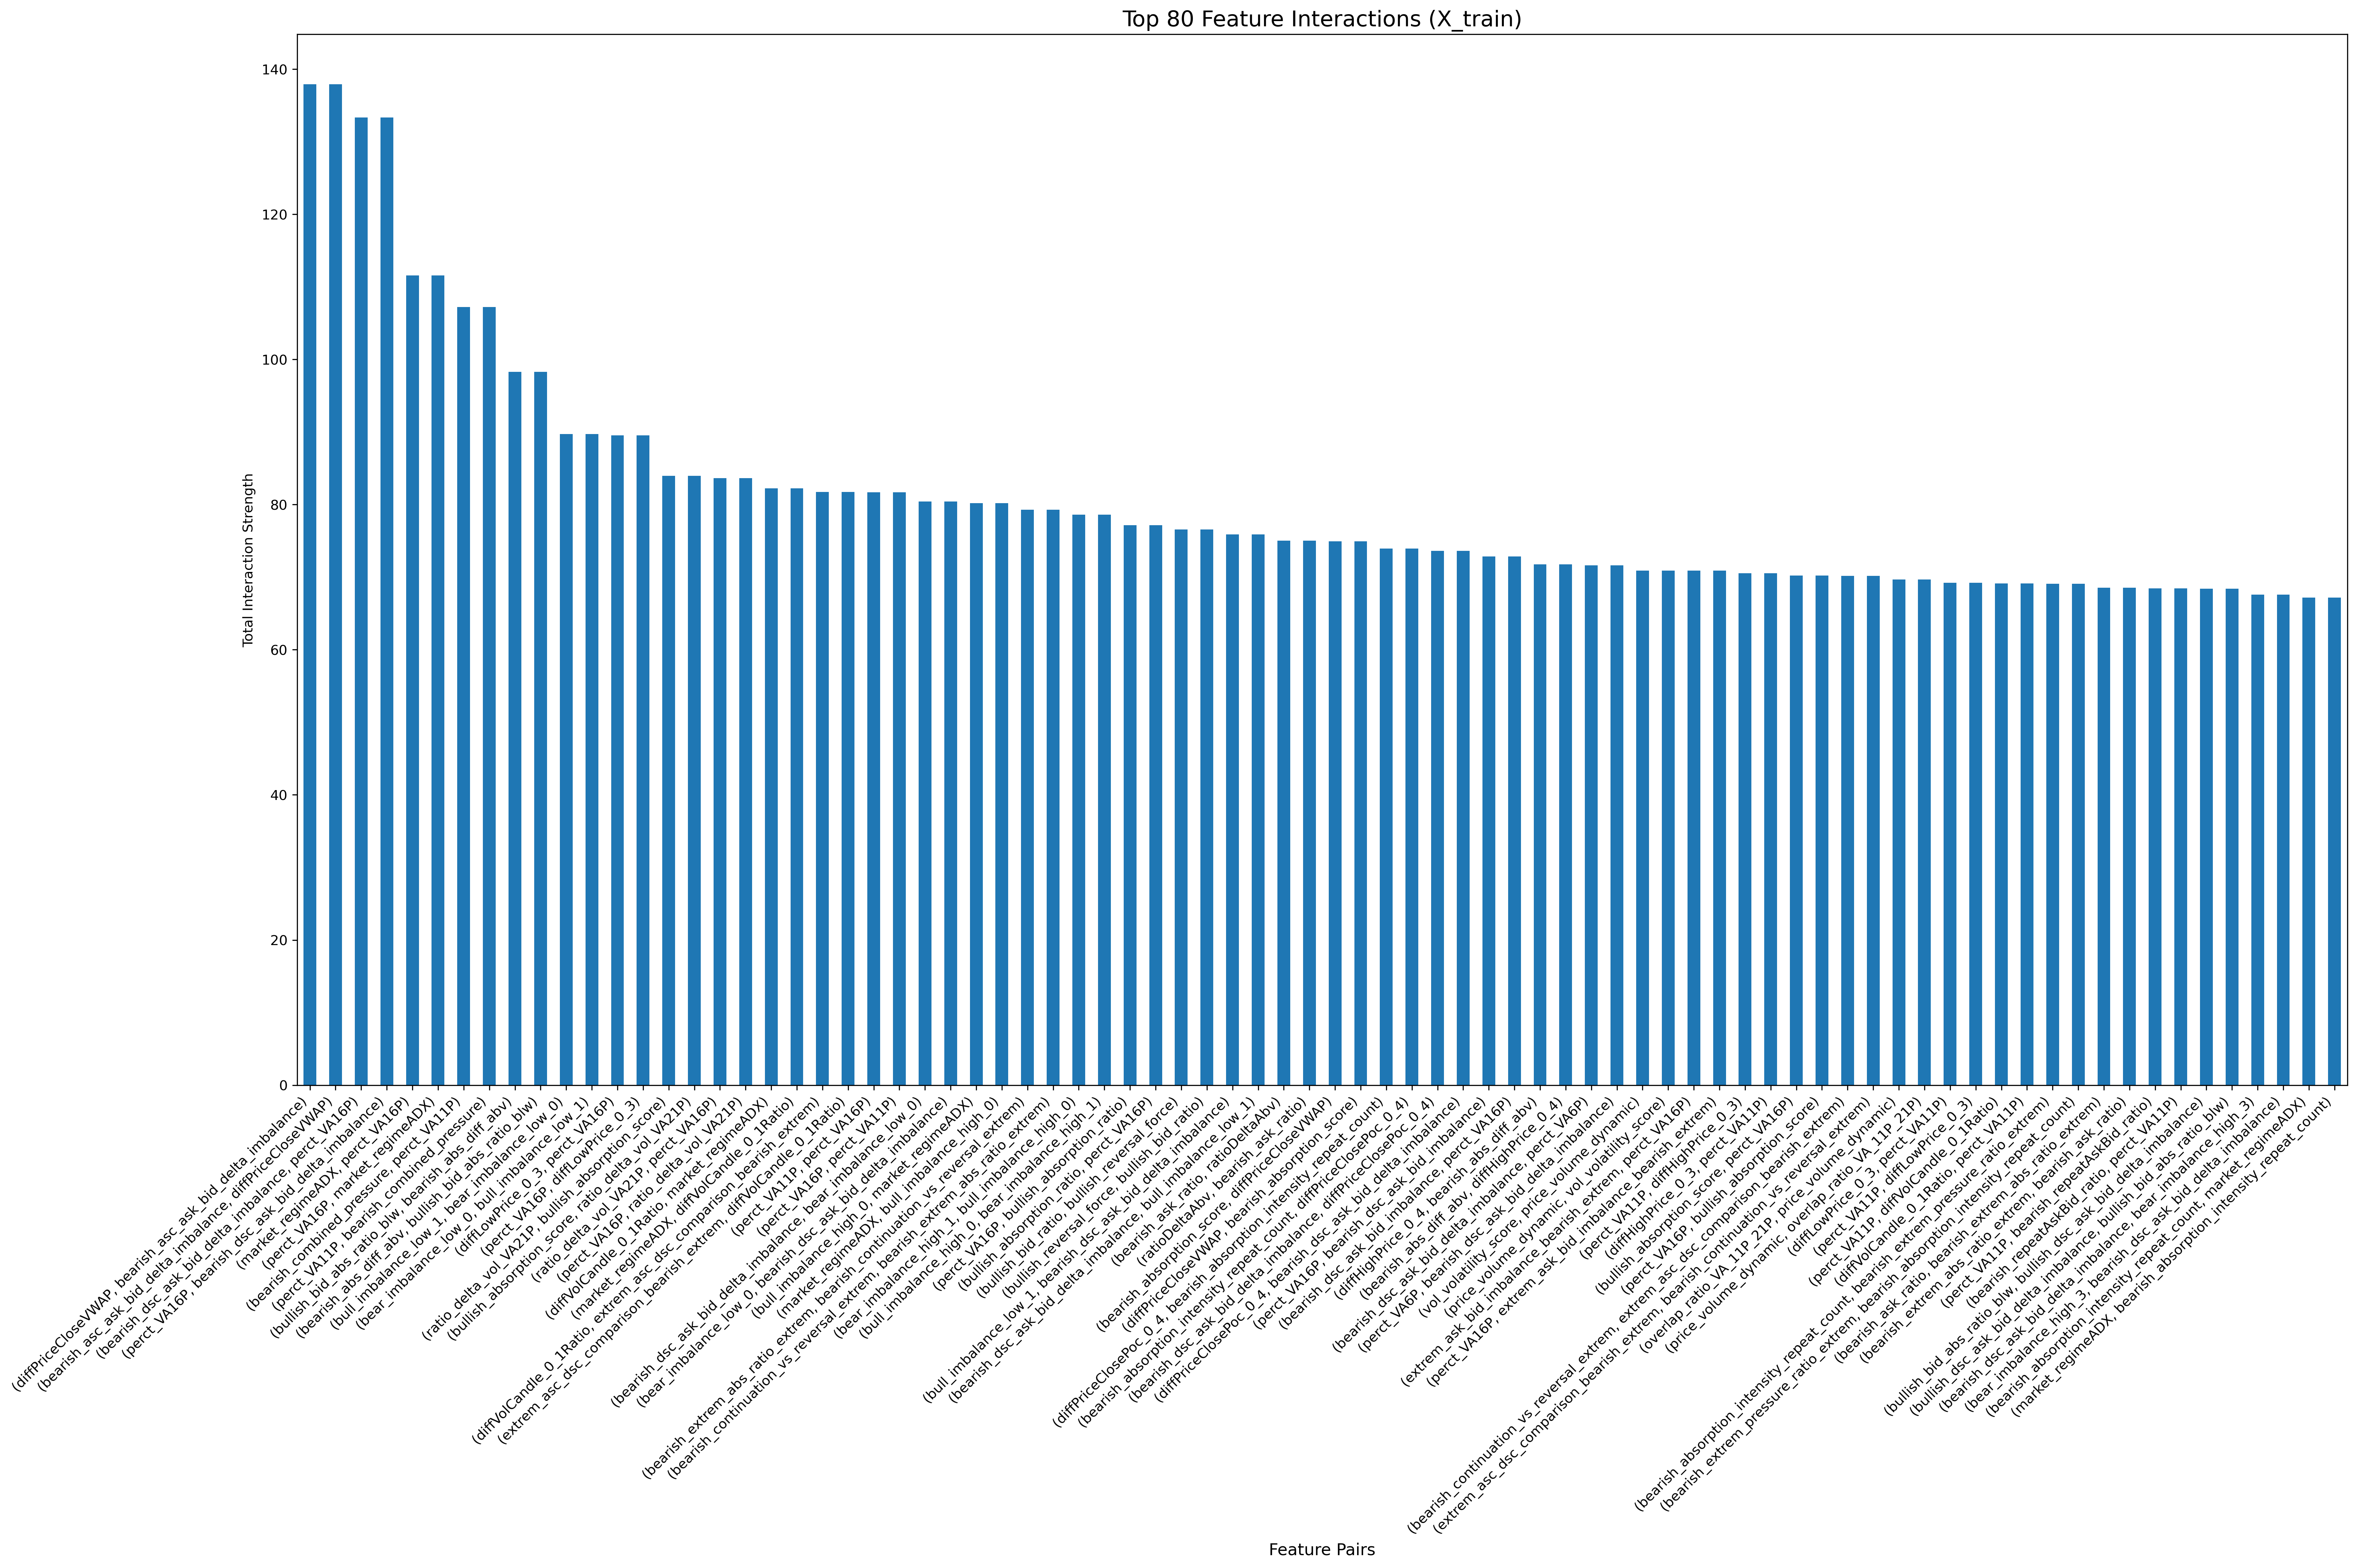 Top 80 Feature Interactions (X_train)
140
120
100
80
60
40
20
0
Total Interaction Strength
(diffPriceCloseVWAP, bearish_asc_ask_bid_delta_imbalance)
(bearish_asc_ask_bid_delta_imbalance, diffPriceCloseVWAP)
(bearish_dsc_ask_bid_delta_imbalance, perct_VA16P)
(perct_VA16P, bearish_dsc_ask_bid_delta_imbalance)
(market_regimeADX, perct_VA16P)
(perct_VA16P, market_regimeADX)
(bearish_combined_pressure, perct_VA11P)
(perct_VA11P, bearish_combined_pressure)
(bullish_bid_abs_ratio_blw, bearish_abs_diff_abv)
(bearish_abs_diff_abv, bullish_bid_abs_ratio_blw)
(bull_imbalance_low_1, bear_imbalance_low_0)
(bear_imbalance_low_0, bull_imbalance_low_1)
(diffLowPrice_0_3, perct_VA16P)
(perct_VA16P, diffLowPrice_0_3)
(ratio_delta_vol_VA21P, bullish_absorption_score)
(bullish_absorption_score, ratio_delta_vol_VA21P)
(ratio_delta_vol_VA21P, perct_VA16P)
(perct_VA16P, ratio_delta_vol_VA21P)
(diffVolCandle_0_1Ratio, market_regimeADX)
(market_regimeADX, diffVolCandle_0_1Ratio)
(diffVolCandle_0_1Ratio, extrem_asc_dsc_comparison_bearish_extrem)
(extrem_asc_dsc_comparison_bearish_extrem, diffVolCandle_0_1Ratio)
(perct_VA11P, perct_VA16P)
(perct_VA16P, perct_VA11P)
(bearish_dsc_ask_bid_delta_imbalance, bear_imbalance_low_0)
(bear_imbalance_low_0, bearish_dsc_ask_bid_delta_imbalance)
(bull_imbalance_high_0, market_regimeADX)
(market_regimeADX, bull_imbalance_high_0)
(bearish_extrem_abs_ratio_extrem, bearish_continuation_vs_reversal_extrem)
(bearish_continuation_vs_reversal_extrem, bearish_extrem_abs_ratio_extrem)
(bear_imbalance_high_1, bull_imbalance_high_0)
(bull_imbalance_high_0, bear_imbalance_high_1)
(perct_VA16P, bullish_absorption_ratio)
(bullish_absorption_ratio, perct_VA16P)
(bullish_bid_ratio, bullish_reversal_force)
(bullish_reversal_force, bullish_bid_ratio)
(bull_imbalance_low_1, bearish_dsc_ask_bid_delta_imbalance)
(bearish_dsc_ask_bid_delta_imbalance, bull_imbalance_low_1)
(bearish_ask_ratio, ratioDeltaAbv)
(ratioDeltaAbv, bearish_ask_ratio)
(bearish_absorption_score, diffPriceCloseVWAP)
(diffPriceCloseVWAP, bearish_absorption_score)
(diffPriceClosePoc_0_4, bearish_absorption_intensity_repeat_count)
(bearish_absorption_intensity_repeat_count, diffPriceClosePoc_0_4)
(bearish_dsc_ask_bid_delta_imbalance, diffPriceClosePoc_0_4)
(diffPriceClosePoc_0_4, bearish_dsc_ask_bid_delta_imbalance)
(perct_VA16P, bearish_dsc_ask_bid_imbalance)
(bearish_dsc_ask_bid_imbalance, perct_VA16P)
(diffHighPrice_0_4, bearish_abs_diff_abv)
(bearish_abs_diff_abv, diffHighPrice_0_4)
(bearish_dsc_ask_bid_delta_imbalance, perct_VA6P)
(perct_VA6P, bearish_dsc_ask_bid_delta_imbalance)
(vol_volatility_score, price_volume_dynamic)
(price_volume_dynamic, vol_volatility_score)
(extrem_ask_bid_imbalance_bearish_extrem, perct_VA16P)
(perct_VA16P, extrem_ask_bid_imbalance_bearish_extrem)
(perct_VA11P, diffHighPrice_0_3)
(diffHighPrice_0_3, perct_VA11P)
(bullish_absorption_score, perct_VA16P)
(perct_VA16P, bullish_absorption_score)
(bearish_continuation_vs_reversal_extrem, extrem_asc_dsc_comparison_bearish_extrem)
(extrem_asc_dsc_comparison_bearish_extrem, bearish_continuation_vs_reversal_extrem)
(overlap_ratio_VA_11P_21P, price_volume_dynamic)
(price_volume_dynamic, overlap_ratio_VA_11P_21P)
(diffLowPrice_0_3, perct_VA11P)
(perct_VA11P, diffLowPrice_0_3)
(perct_VA11P, diffVolCandle_0_1Ratio)
(diffVolCandle_0_1Ratio, perct_VA11P)
(bearish_absorption_intensity_repeat_count, bearish_extrem_pressure_ratio_extrem)
(bearish_extrem_pressure_ratio_extrem, bearish_absorption_intensity_repeat_count)
(bearish_ask_ratio, bearish_extrem_abs_ratio_extrem)
(bearish_extrem_abs_ratio_extrem, bearish_ask_ratio)
(perct_VA11P, bearish_repeatAskBid_ratio)
(bearish_repeatAskBid_ratio, perct_VA11P)
(bullish_bid_abs_ratio_blw, bullish_dsc_ask_bid_delta_imbalance)
(bullish_dsc_ask_bid_delta_imbalance, bullish_bid_abs_ratio_blw)
(bearish_dsc_ask_bid_delta_imbalance, bear_imbalance_high_3)
(bear_imbalance_high_3, bearish_dsc_ask_bid_delta_imbalance)
(bearish_absorption_intensity_repeat_count, market_regimeADX)
(market_regimeADX, bearish_absorption_intensity_repeat_count)
Feature Pairs